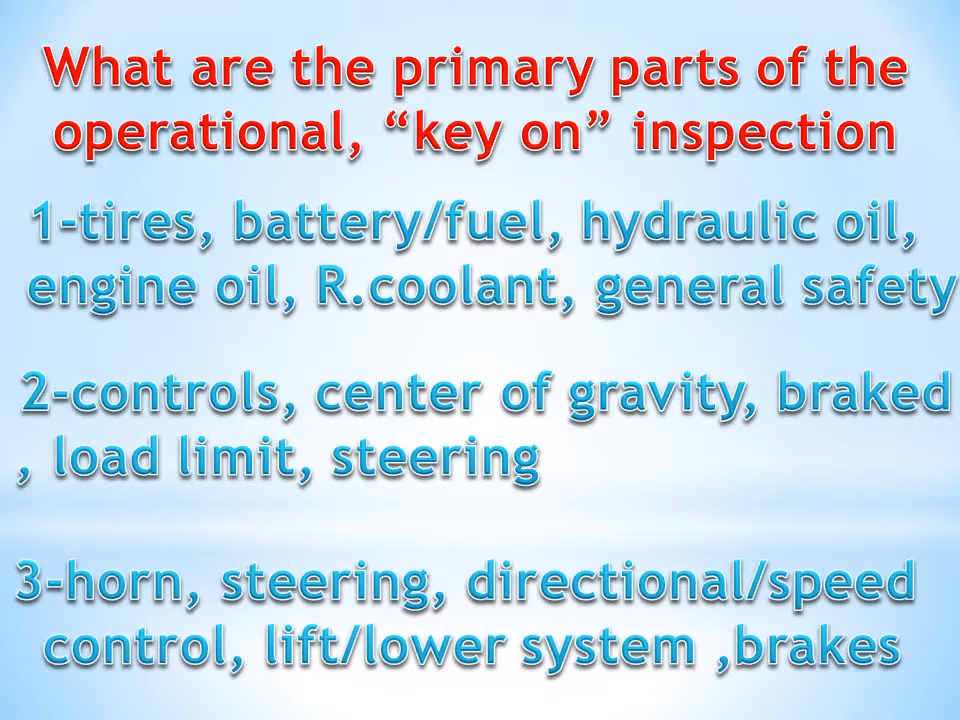 What are the primary parts of the
operational, “key on” inspection
1-tires, battery/fuel, hydraulic oil,
engine oil, R.coolant, general safety
2-controls, center of gravity, braked
, load limit, steering
3-horn, steering, directional/speed
control, lift/lower system ,brakes